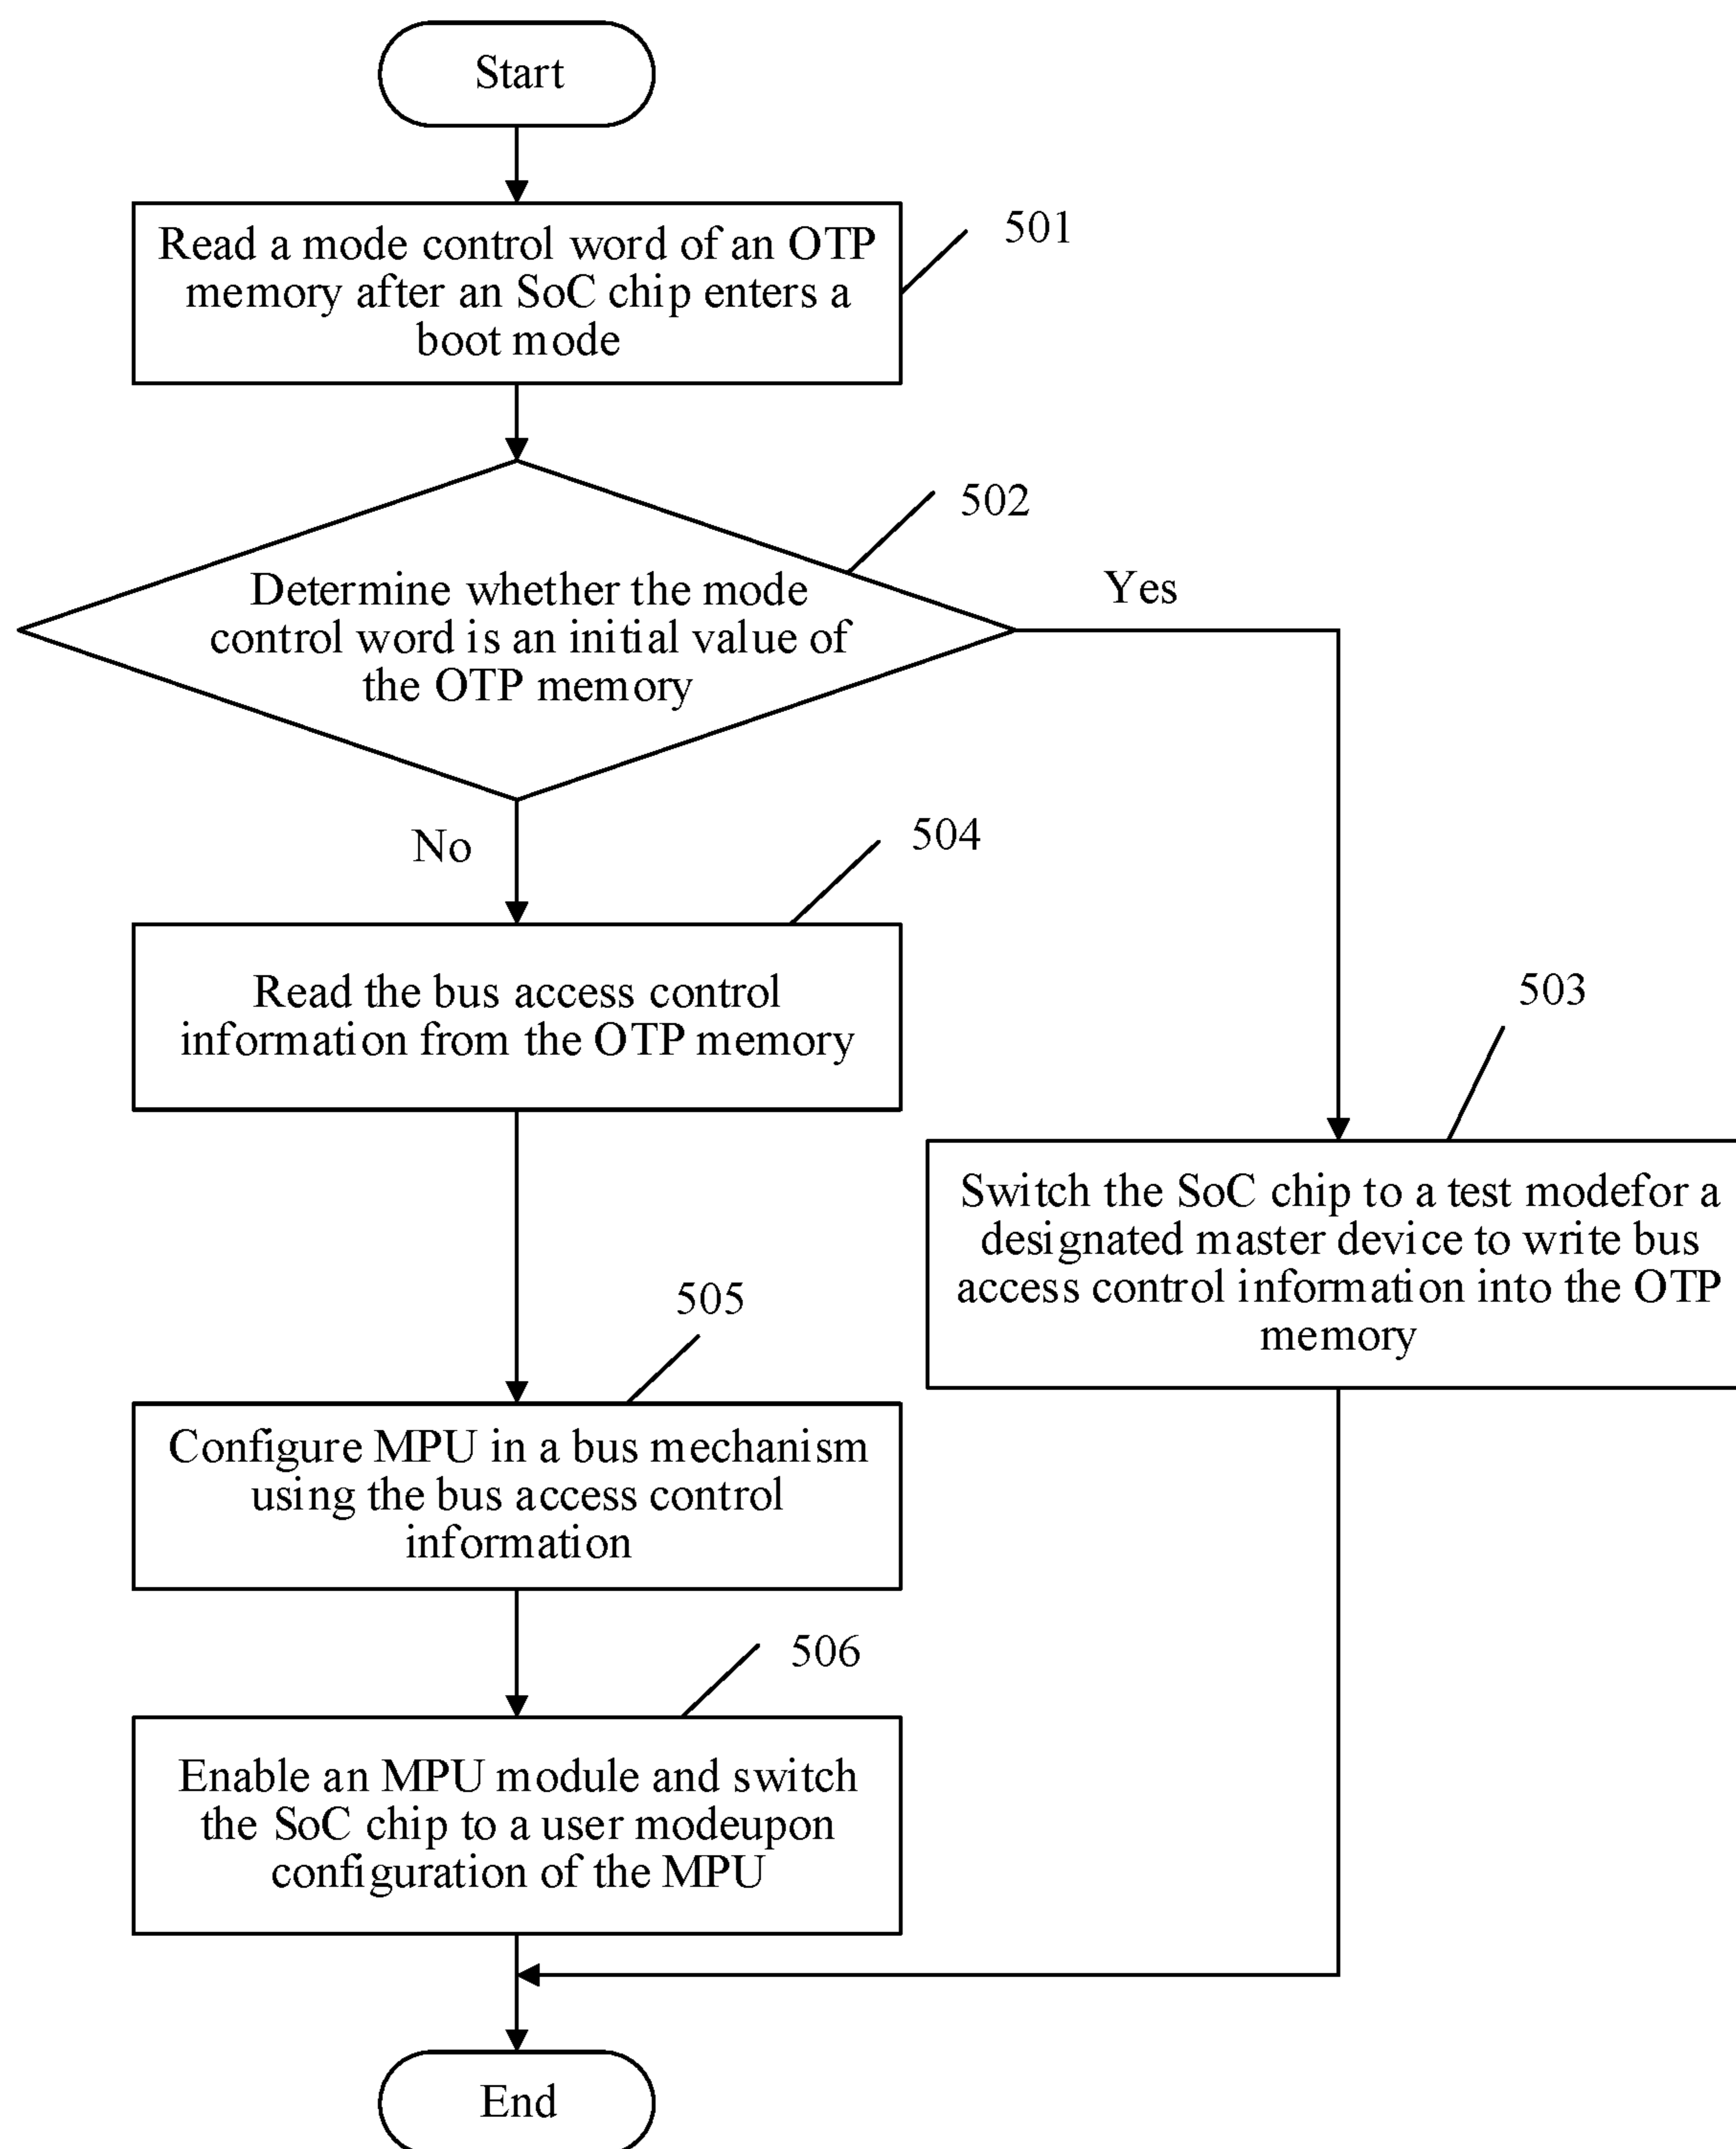 Start
Read a mode control word of an OTP
memory after an SoC chip enters a
boot mode
501
502
Determine whether the mode
control word is an initial value of
the OTP memory
Yes
No
504
Read the bus access control
information from the OTP memory
503
Switch the SoC chip to a test modefor a
designated master device to write bus
access control information into the OTP
memory
505
Configure MPU in a bus mechanism
using the bus access control
information
506
Enable an MPU module and switch
the SoC chip to a user modeupon
configuration of the MPU
End